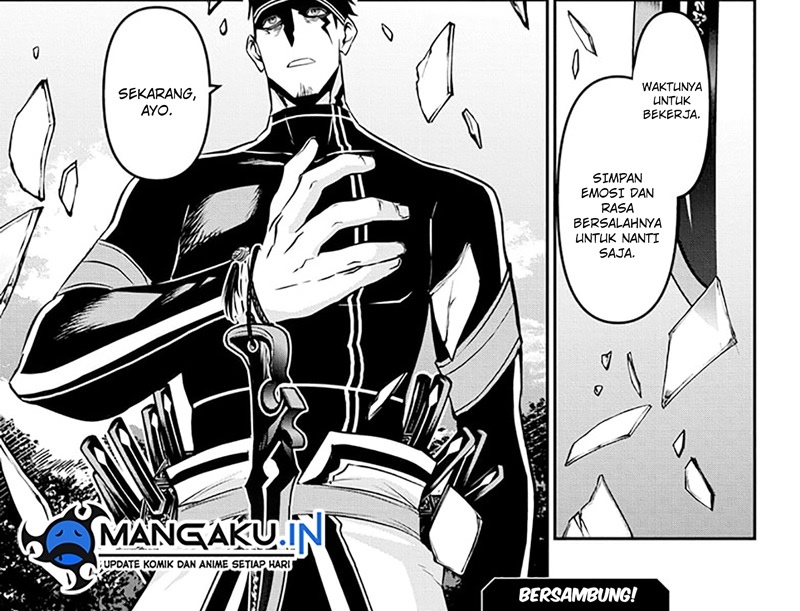 WAKTUNYA
UNTUK
BEKERJA.
SIMPAN
EMOSI DAN
RASA
BERSALAHNYA
UNTUK NANTI
SAJA.
SEKARANG,
AYO.
MANGAKU.IN
UPDATE KOMIK DAN ANIME SETIAP HARI
BERSAMBUNG!